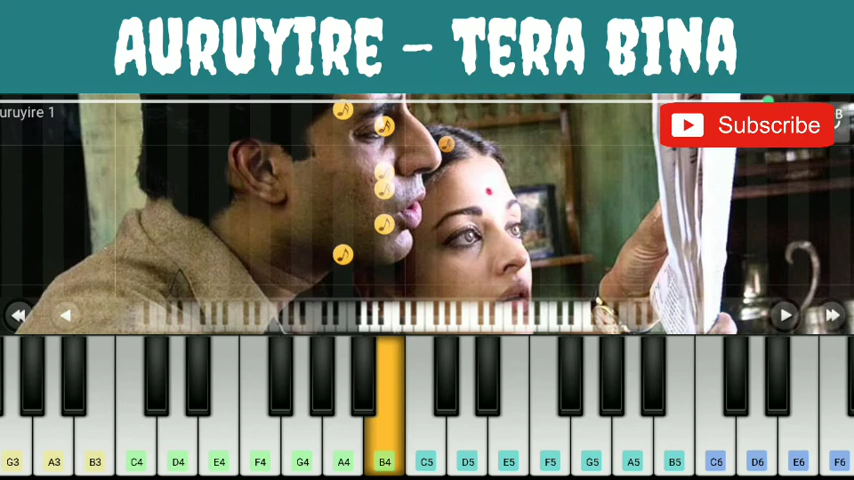 AURUYIRE - TERA BINA
uruyire 1
Subscribe
B
G3 A3 B3 C4 D4 E4 F4 G4 A4 B4 C5 D5 E5 F5 G5 A5 B5 C6 D6 E6 F6